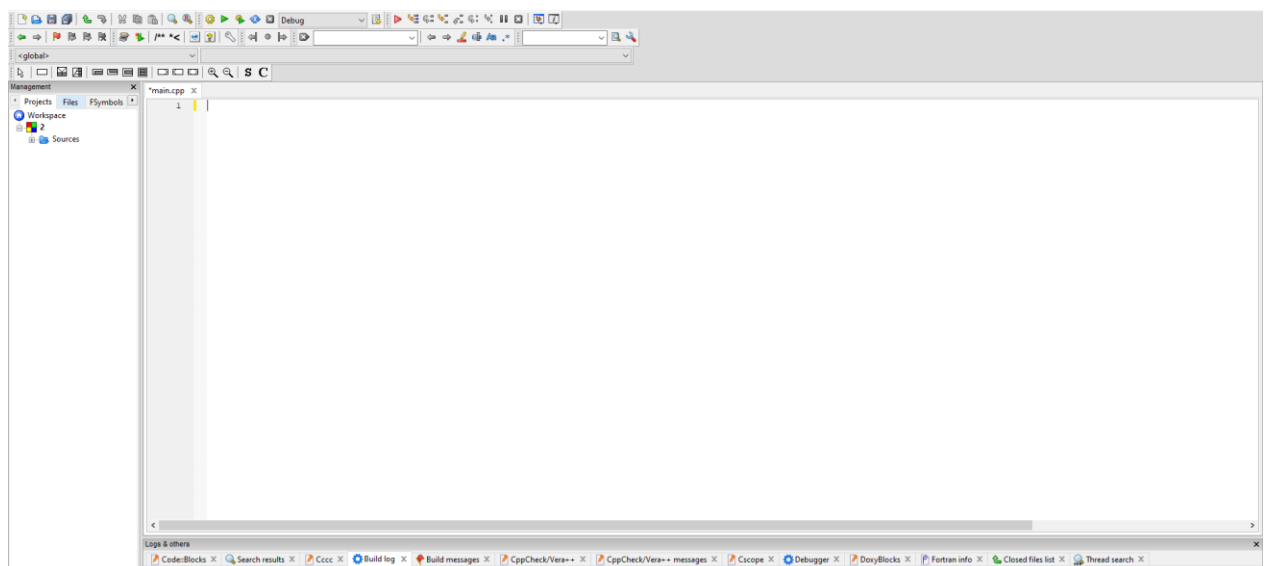 Debug
/** *<
.*
<global>
S C
Management
*main.cpp
Projects Files FSymbols
1
Workspace
2
Sources
Logs & others
Code::Blocks Search results Cccc Build log Build messages CppCheck/Vera++ CppCheck/Vera++ messages Cscope Debugger DoxyBlocks Fortran info Closed files list Thread search